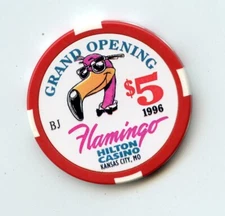 GRAND OPENING
$5
1996
BJ
Flamingo
HILTON
CASINO
KANSAS CITY, MO